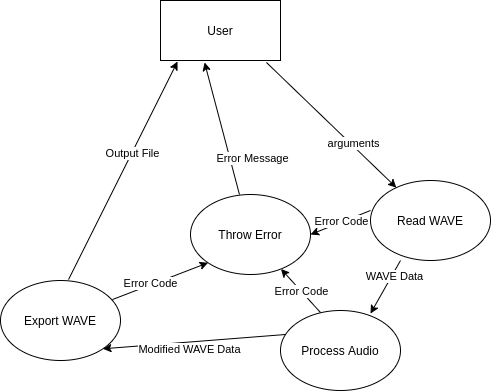 User
Output File
arguments
Error Message
Error Code
Read WAVE
Throw Error
WAVE Data
Error Code
Error Code
Export WAVE
Modified WAVE Data
Process Audio